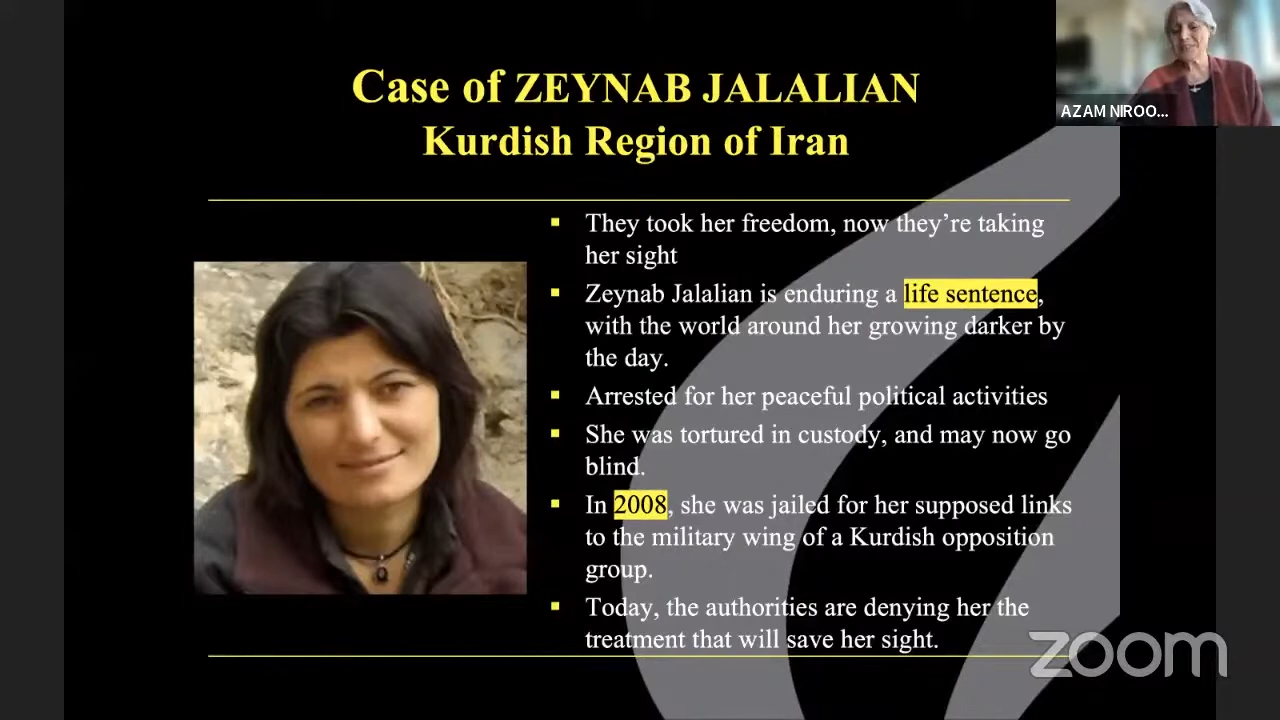 Case of ZEYNAB JALALIAN
Kurdish Region of Iran
AZAM NIROO...
▪ They took her freedom, now they’re taking
her sight
▪ Zeynab Jalalian is enduring a life sentence,
with the world around her growing darker by
the day.
▪ Arrested for her peaceful political activities
▪ She was tortured in custody, and may now go
blind.
▪ In 2008, she was jailed for her supposed links
to the military wing of a Kurdish opposition
group.
▪ Today, the authorities are denying her the
treatment that will save her sight.
zoom